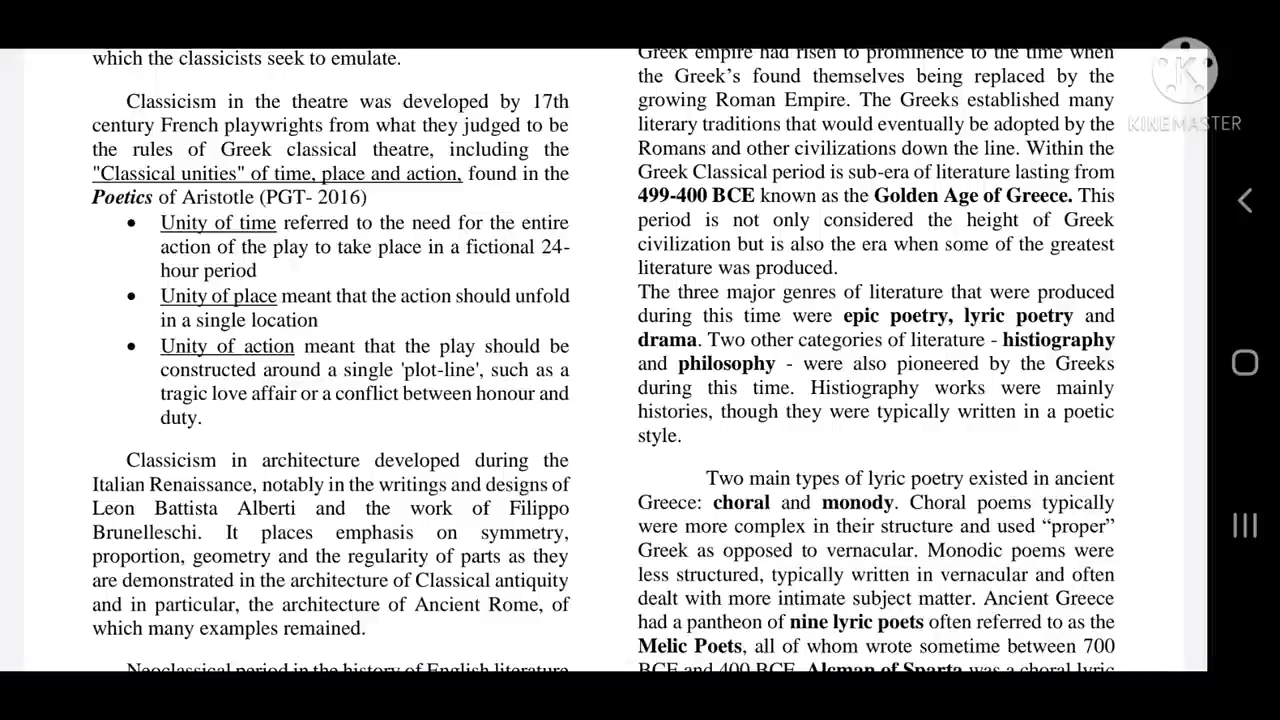 which the classicists seek to emulate.
Classicism in the theatre was developed by 17th
century French playwrights from what they judged to be
the rules of Greek classical theatre, including the
"Classical unities" of time, place and action, found in the
Poetics of Aristotle (PGT- 2016)
• Unity of time referred to the need for the entire
action of the play to take place in a fictional 24-
hour period
• Unity of place meant that the action should unfold
in a single location
• Unity of action meant that the play should be
constructed around a single 'plot-line', such as a
tragic love affair or a conflict between honour and
duty.
Classicism in architecture developed during the
Italian Renaissance, notably in the writings and designs of
Leon Battista Alberti and the work of Filippo
Brunelleschi. It places emphasis on symmetry,
proportion, geometry and the regularity of parts as they
are demonstrated in the architecture of Classical antiquity
and in particular, the architecture of Ancient Rome, of
which many examples remained.
Neoclassical period in the history of English literature
Greek empire had risen to prominence to the time when
the Greek's found themselves being replaced by the
growing Roman Empire. The Greeks established many
literary traditions that would eventually be adopted by the
Romans and other civilizations down the line. Within the
Greek Classical period is sub-era of literature lasting from
499-400 BCE known as the Golden Age of Greece. This
period is not only considered the height of Greek
civilization but is also the era when some of the greatest
literature was produced.
The three major genres of literature that were produced
during this time were epic poetry, lyric poetry and
drama. Two other categories of literature - histiography
and philosophy - were also pioneered by the Greeks
during this time. Histiography works were mainly
histories, though they were typically written in a poetic
style.
Two main types of lyric poetry existed in ancient
Greece: choral and monody. Choral poems typically
were more complex in their structure and used “proper”
Greek as opposed to vernacular. Monodic poems were
less structured, typically written in vernacular and often
dealt with more intimate subject matter. Ancient Greece
had a pantheon of nine lyric poets often referred to as the
Melic Poets, all of whom wrote sometime between 700
BCE and 400 BCE. Alcman of Sparta was a choral lyric
K
KINEMASTER